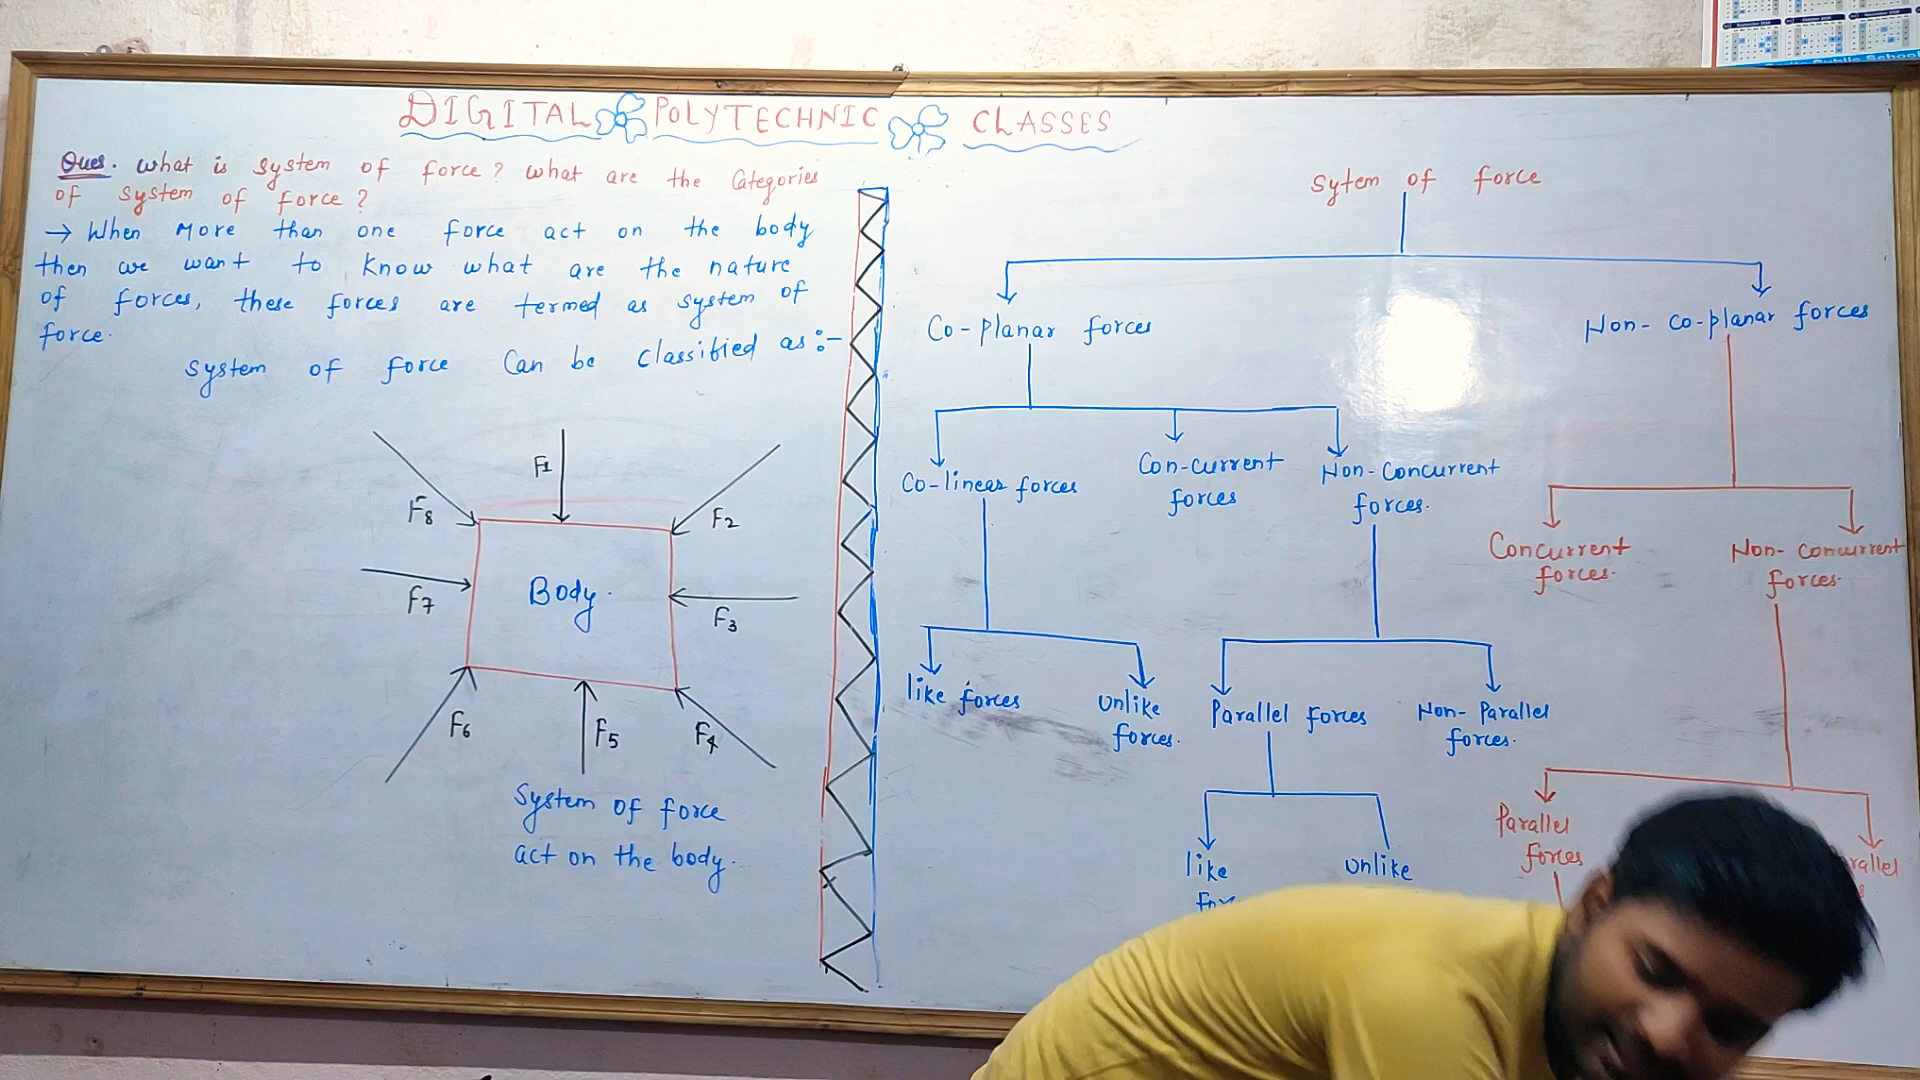 DIGITAL POLYTECHNIC CLASSES
Ques. What is system of force? What are the Categories
of system of force?
→ When more than one force act on the body
then we want to know what are the nature
of forces, these forces are termed as system of
force.
System of force Can be Classified as :-
F1
F2
F3
F4
F5
F6
F7
F8
Body.
System of force
act on the body.
Sytem of force
Co-planar forces
Non-co-planar forces
Co-linear forces
Con-current
forces
Non-Concurrent
forces.
Concurrent
forces.
Non-concurrent
forces.
like forces
Unlike
forces.
Parallel forces
Non-Parallel
forces.
Parallel
forces
like
unlike